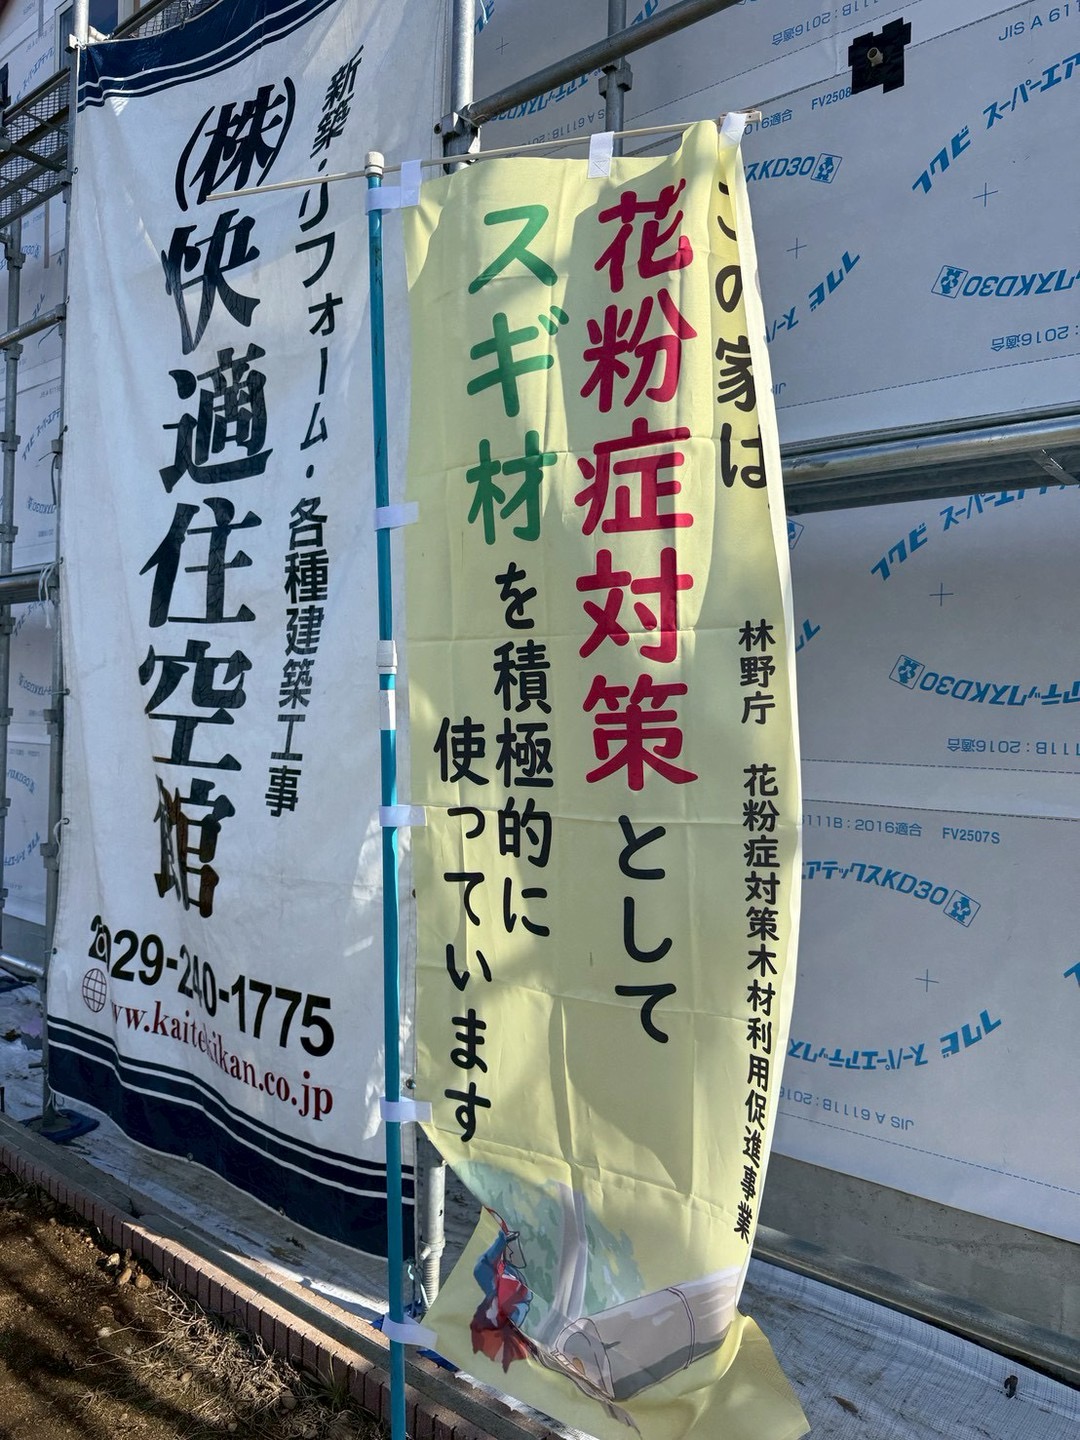 新築・リフォーム・各種建築工事
(株)快適住空館
029-240-1775
www.kaitekikan.co.jp
この家は、
花粉症対策として
スギ材を積極的に
使っています
林野庁 花粉症対策木材利用促進事業
フクビ スーパーエアテックスKD30
JIS A 6111B：2016適合
FV2507S